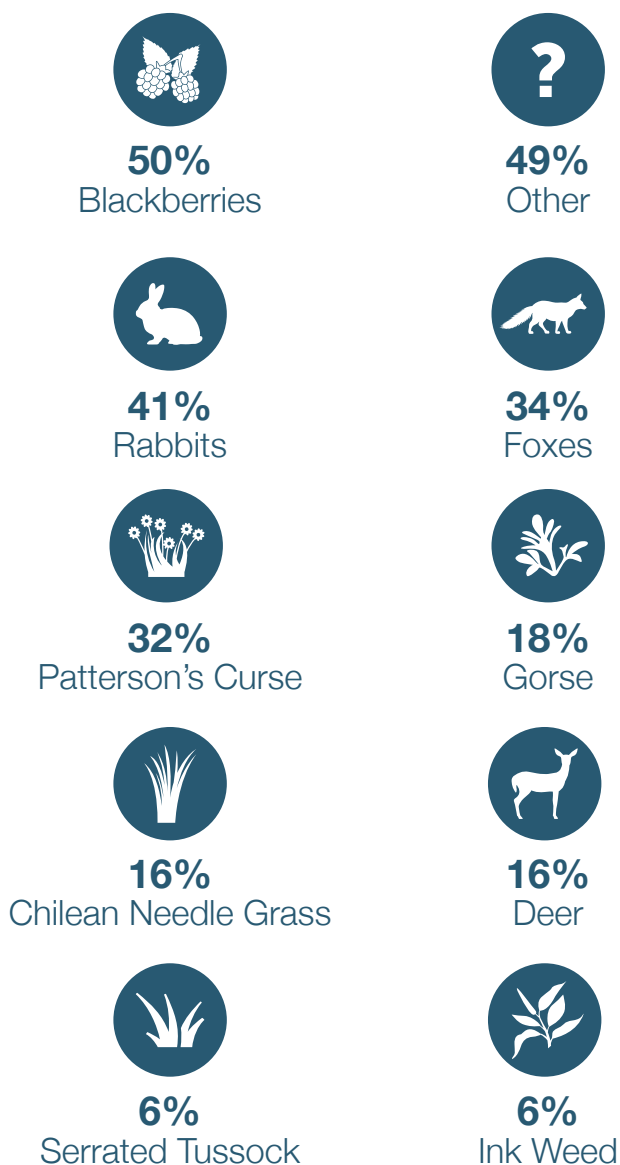 ?
50%
Blackberries
49%
Other
41%
Rabbits
34%
Foxes
32%
Patterson’s Curse
18%
Gorse
16%
Chilean Needle Grass
16%
Deer
6%
Serrated Tussock
6%
Ink Weed